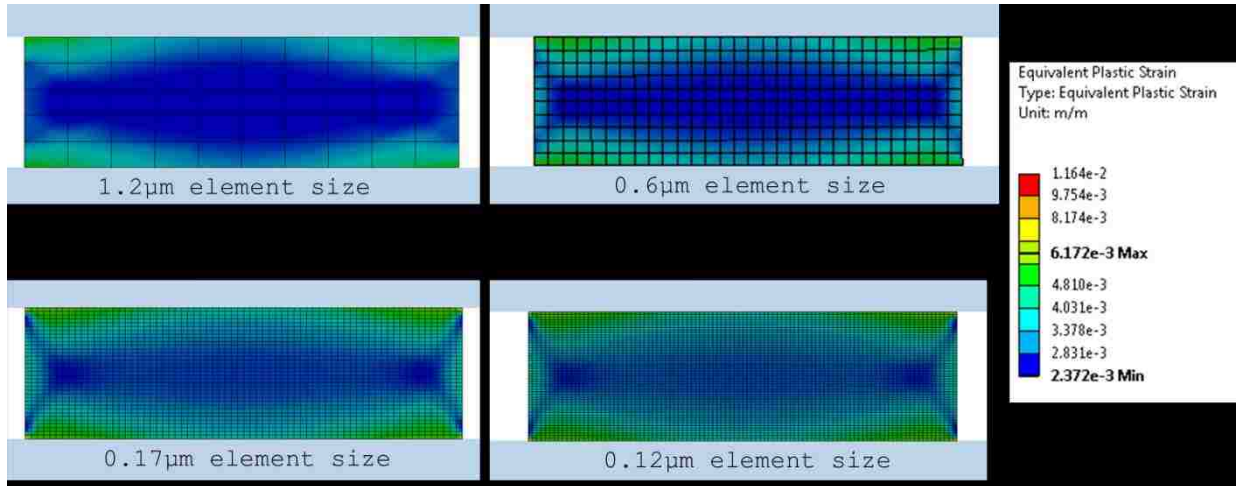 1.2µm element size
0.6µm element size
Equivalent Plastic Strain
Type: Equivalent Plastic Strain
Unit: m/m
1.164e-2
9.754e-3
8.174e-3
6.172e-3 Max
4.810e-3
4.031e-3
3.378e-3
2.831e-3
2.372e-3 Min
0.17µm element size
0.12µm element size